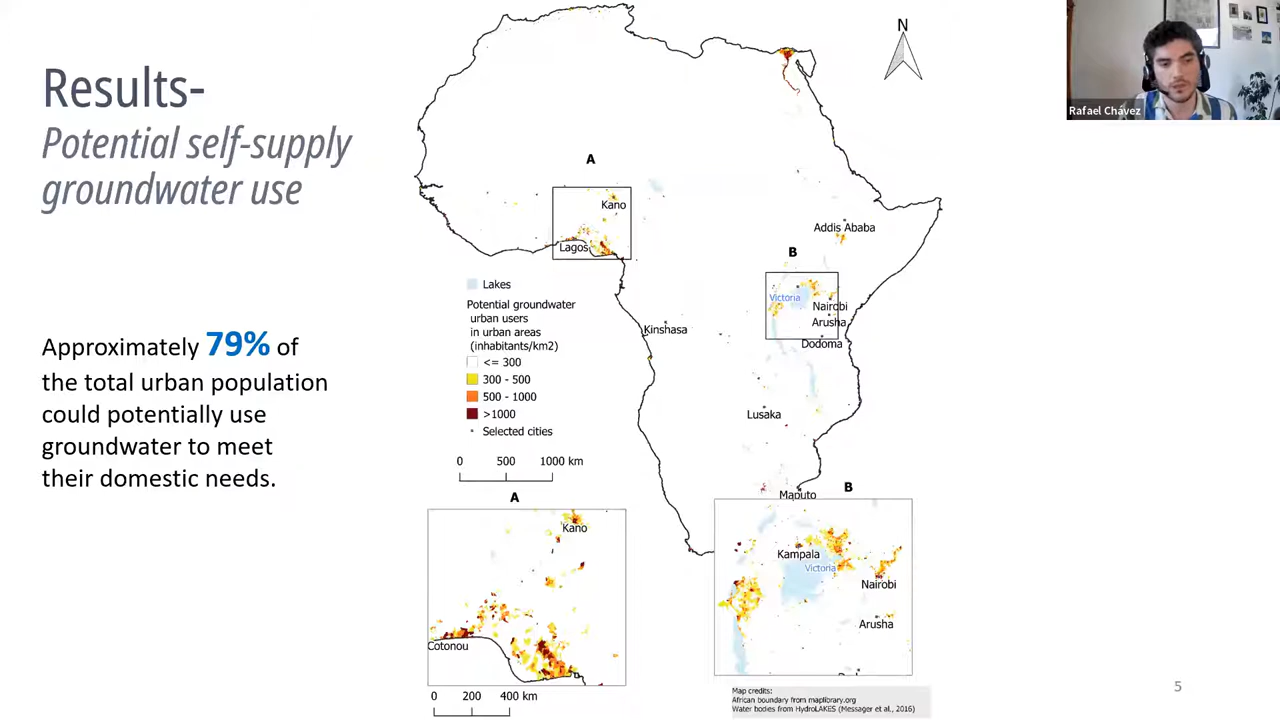 Results-
Potential self-supply
groundwater use
Approximately 79% of
the total urban population
could potentially use
groundwater to meet
their domestic needs.
N
Rafael Chávez
A
Kano
Lagos
Addis Ababa
B
Victoria
Nairobi
Arusha
Dodoma
Kinshasa
Lusaka
Maputo
Lakes
Potential groundwater
urban users
in urban areas
(inhabitants/km2)
<= 300
300 - 500
500 - 1000
>1000
Selected cities
0 500 1000 km
A
Kano
Cotonou
0 200 400 km
B
Kampala
Victoria
Nairobi
Arusha
Map credits:
African boundary from maplibrary.org
Water bodies from HydroLAKES (Messager et al., 2016)
5